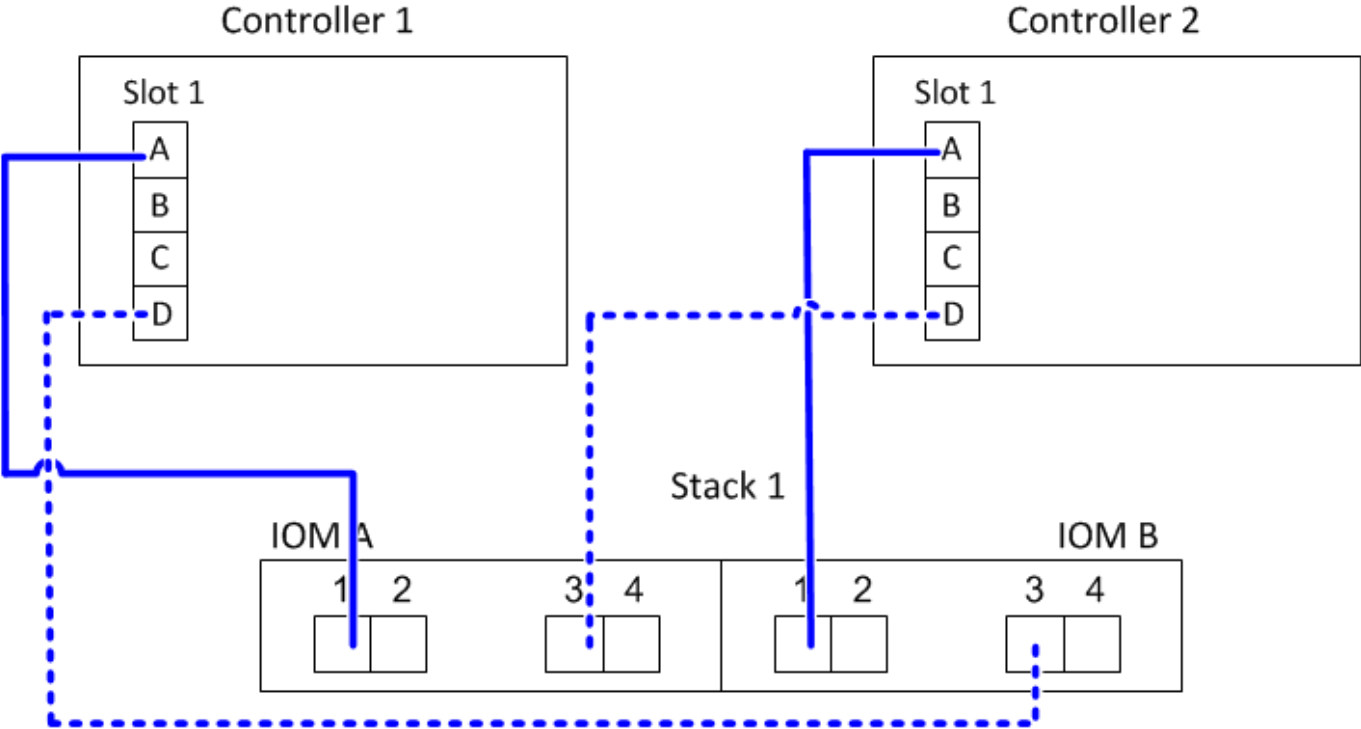 Controller 1
Controller 2
Slot 1
A
B
C
D
Slot 1
A
B
C
D
Stack 1
IOM A
IOM B
1 2 3 4 1 2 3 4